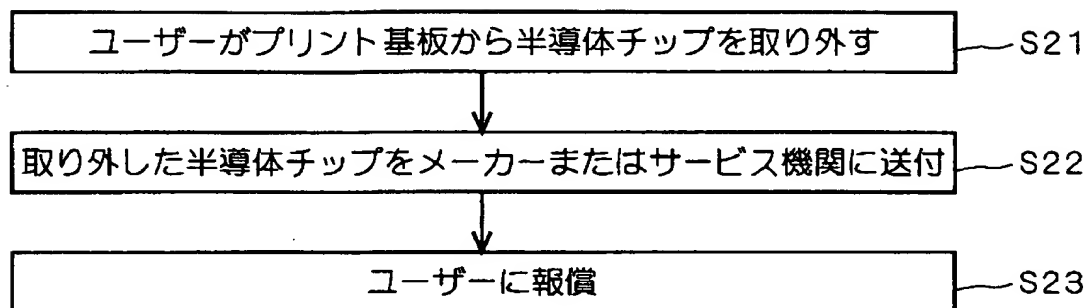 ユーザーがプリント基板から半導体チップを取り外す S21
取り外した半導体チップをメーカーまたはサービス機関に送付 S22
ユーザーに報償 S23